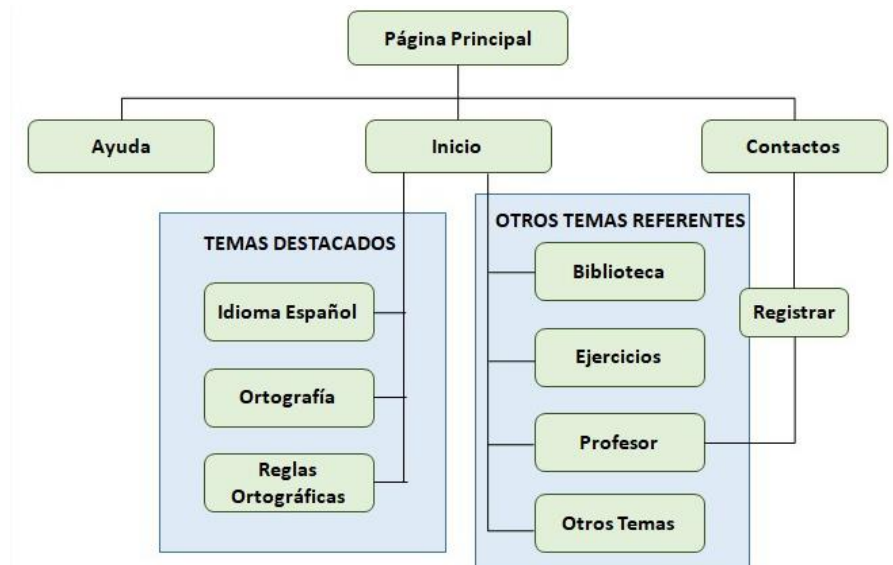 Página Principal
Ayuda
Inicio
Contactos
TEMAS DESTACADOS
Idioma Español
Ortografía
Reglas
Ortográficas
OTROS TEMAS REFERENTES
Biblioteca
Ejercicios
Profesor
Otros Temas
Registrar